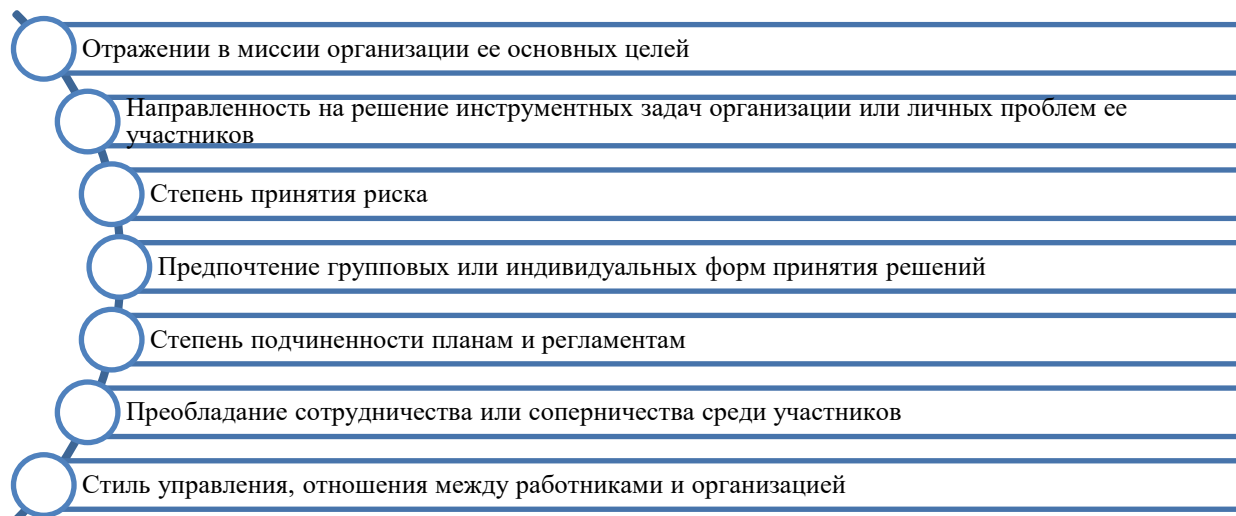 Отражении в миссии организации ее основных целей
Направленность на решение инструментных задач организации или личных проблем ее
участников
Степень принятия риска
Предпочтение групповых или индивидуальных форм принятия решений
Степень подчиненности планам и регламентам
Преобладание сотрудничества или соперничества среди участников
Стиль управления, отношения между работниками и организацией